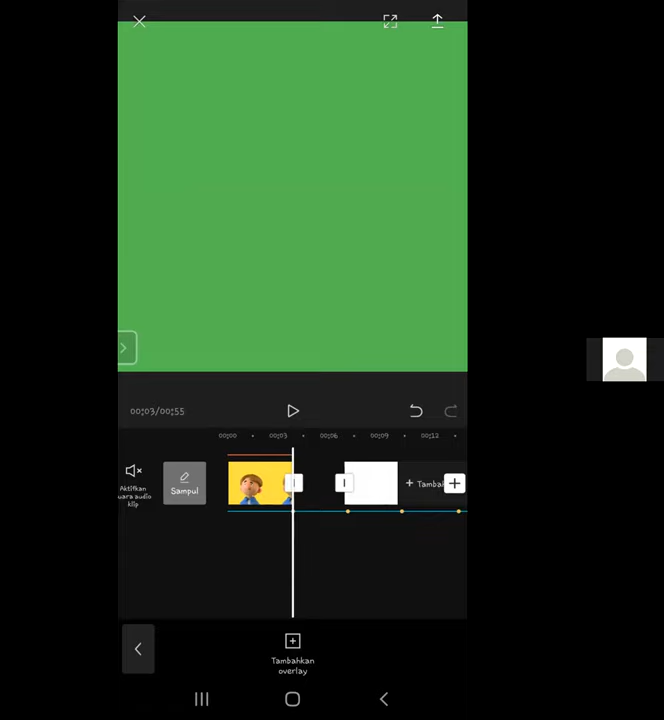 00:03/00:55
00:00 00:03 00:06 00:09 00:12
Aktifkan
uara audio
klip
Sampul
+ Tambah
Tambahkan
overlay